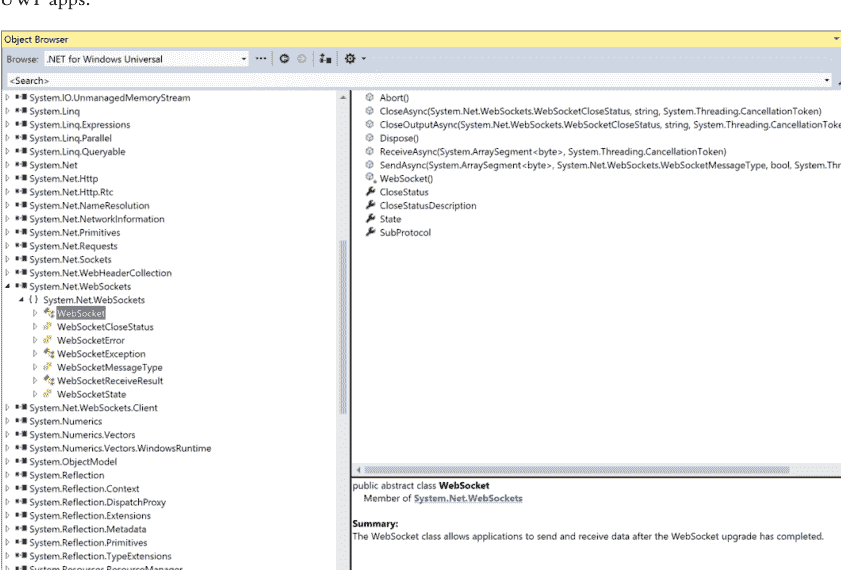 UWP apps.
Object Browser
Browse: .NET for Windows Universal
<Search>
System.IO.UnmanagedMemoryStream
System.Linq
System.Linq.Expressions
System.Linq.Parallel
System.Linq.Queryable
System.Net
System.Net.Http
System.Net.Http.Rtc
System.Net.NameResolution
System.Net.NetworkInformation
System.Net.Primitives
System.Net.Requests
System.Net.Sockets
System.Net.WebHeaderCollection
System.Net.WebSockets
{ } System.Net.WebSockets
WebSocket
WebSocketCloseStatus
WebSocketError
WebSocketException
WebSocketMessageType
WebSocketReceiveResult
WebSocketState
System.Net.WebSockets.Client
System.Numerics
System.Numerics.Vectors
System.Numerics.Vectors.WindowsRuntime
System.ObjectModel
System.Reflection
System.Reflection.Context
System.Reflection.DispatchProxy
System.Reflection.Extensions
System.Reflection.Metadata
System.Reflection.Primitives
System.Reflection.TypeExtensions
System.Resources.ResourceManager
Abort()
CloseAsync(System.Net.WebSockets.WebSocketCloseStatus, string, System.Threading.CancellationToken)
CloseOutputAsync(System.Net.WebSockets.WebSocketCloseStatus, string, System.Threading.CancellationToke
Dispose()
ReceiveAsync(System.ArraySegment<byte>, System.Threading.CancellationToken)
SendAsync(System.ArraySegment<byte>, System.Net.WebSockets.WebSocketMessageType, bool, System.Thr
WebSocket()
CloseStatus
CloseStatusDescription
State
SubProtocol
public abstract class WebSocket
Member of System.Net.WebSockets
Summary:
The WebSocket class allows applications to send and receive data after the WebSocket upgrade has completed.